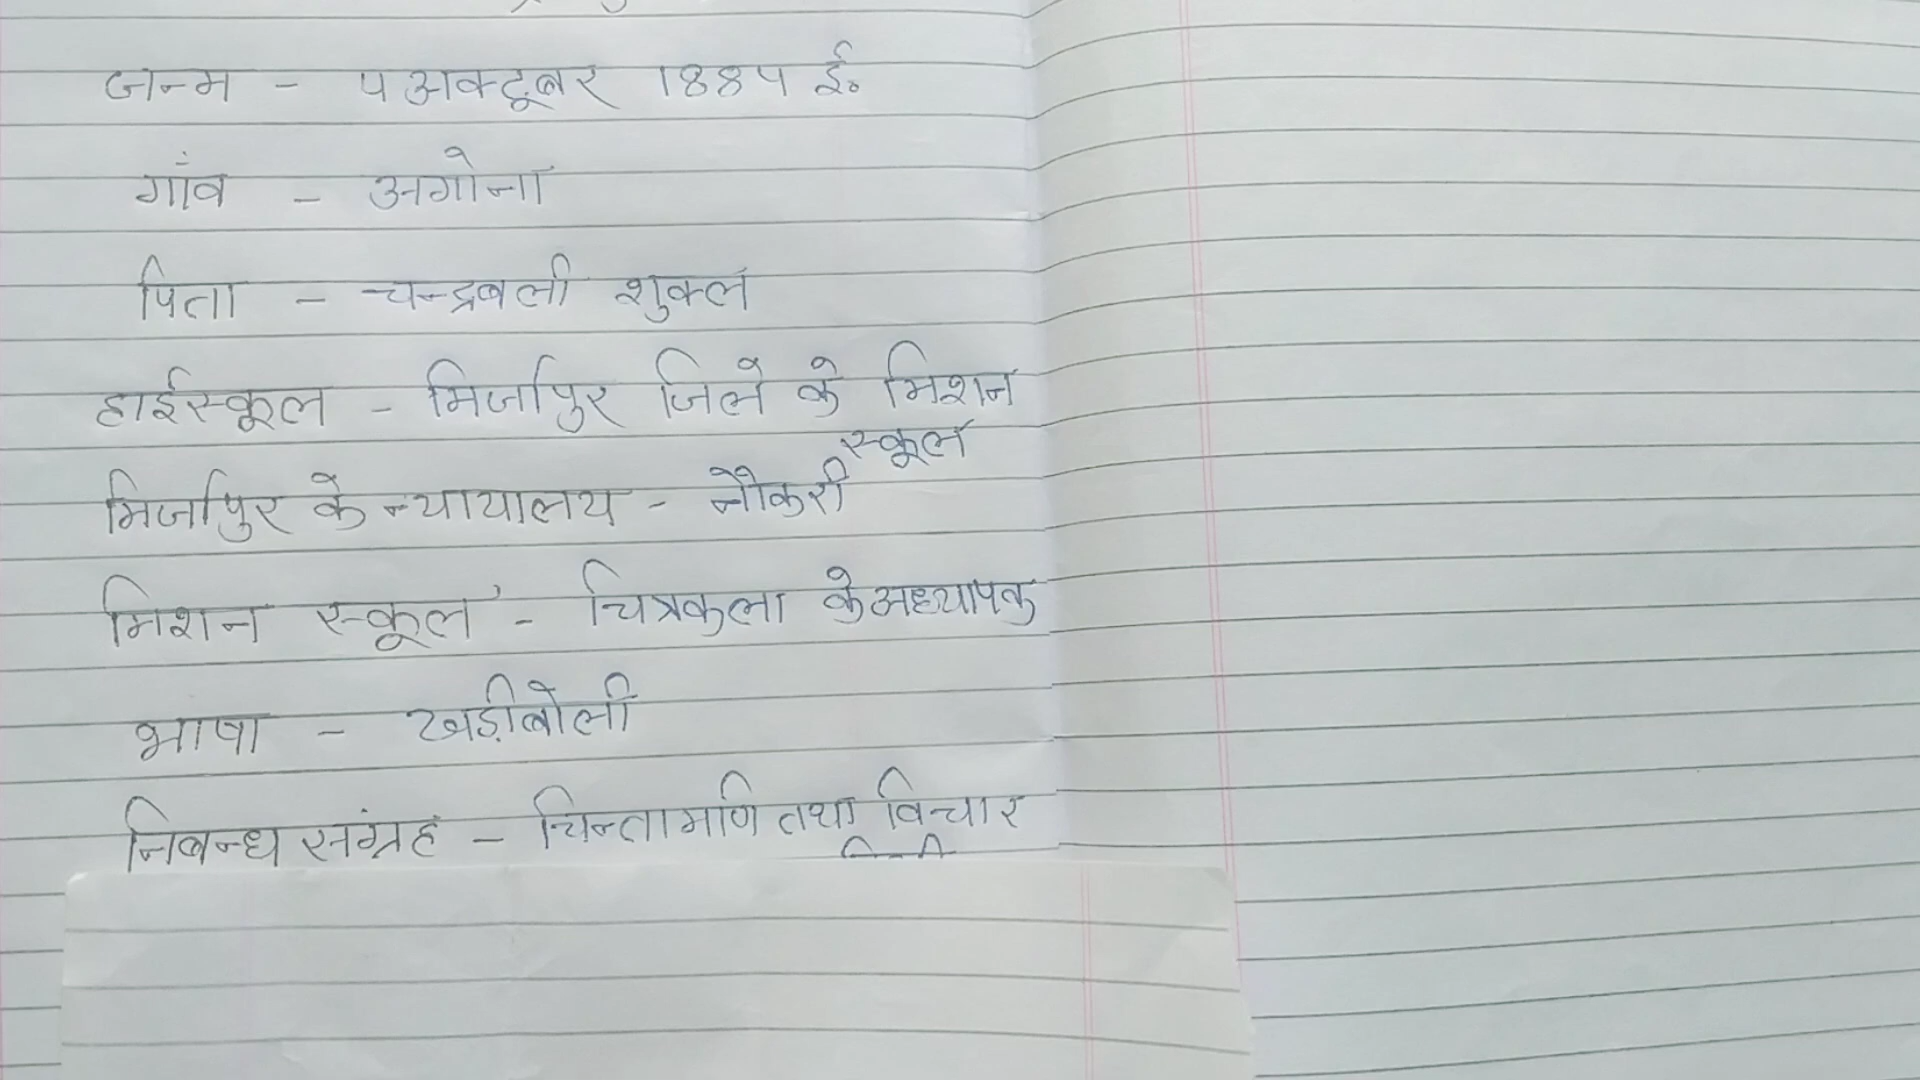 जन्म - 4 अक्टूबर 1884 ई॰
गांव - अगोना
पिता - चन्द्रबली शुक्ल
हाईस्कूल - मिर्जापुर जिले के मिशन
स्कूल
मिर्जापुर के न्यायालय - नौकरी
मिशन स्कूल - चित्रकला के अध्यापक
भाषा - खड़ीबोली
निबन्ध संग्रह - चिन्तामणि तथा विचार